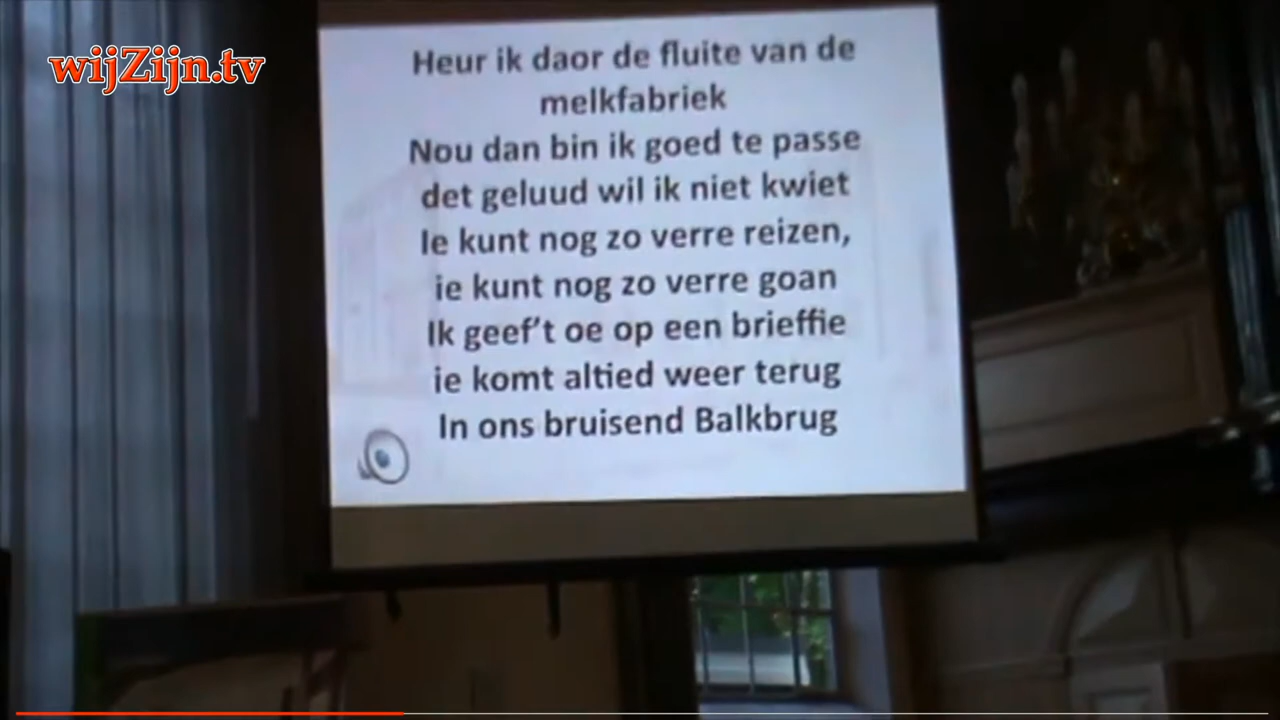 wijZijn.tv
Heur ik daor de fluite van de
melkfabriek
Nou dan bin ik goed te passe
det geluud wil ik niet kwiet
Ie kunt nog zo verre reizen,
ie kunt nog zo verre goan
Ik geef't oe op een brieffie
ie komt altied weer terug
In ons bruisend Balkbrug